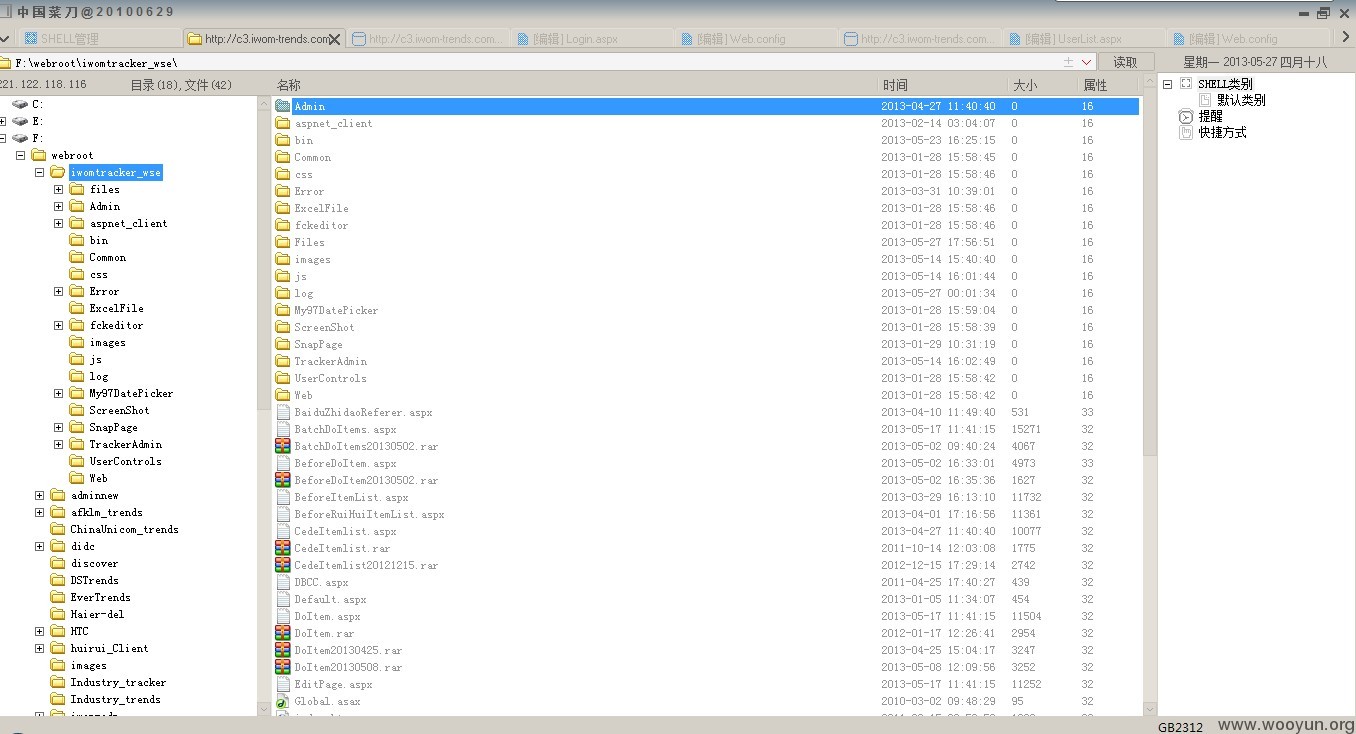 中国菜刀@20100629
SHELL管理 http://c3.iwom-trends.com http://c3.iwom-trends.com... [编辑] Login.aspx [编辑] Web.config http://c3.iwom-trends.com... [编辑] UserList.aspx [编辑] Web.config
F:\webroot\iwomtracker_wse\ 读取 星期一 2013-05-27 四月十八
221.122.118.116 目录(18),文件(42) 名称 时间 大小 属性
C:
E:
F:
webroot
iwomtracker_wse
files
Admin
aspnet_client
bin
Common
css
Error
ExcelFile
fckeditor
images
js
log
My97DatePicker
ScreenShot
SnapPage
TrackerAdmin
UserControls
Web
adminnew
afklm_trends
ChinaUnicom_trends
didc
discover
DSTrends
EverTrends
Haier-del
HTC
huirui_Client
images
Industry_tracker
Industry_trends
Admin 2013-04-27 11:40:40 0 16
aspnet_client 2013-02-14 03:04:07 0 16
bin 2013-05-23 16:25:15 0 16
Common 2013-01-28 15:58:45 0 16
css 2013-01-28 15:58:46 0 16
Error 2013-03-31 10:39:01 0 16
ExcelFile 2013-01-28 15:58:46 0 16
fckeditor 2013-01-28 15:58:46 0 16
Files 2013-05-27 17:56:51 0 16
images 2013-05-14 15:40:40 0 16
js 2013-05-14 16:01:44 0 16
log 2013-05-27 00:01:34 0 16
My97DatePicker 2013-01-28 15:59:04 0 16
ScreenShot 2013-01-28 15:58:39 0 16
SnapPage 2013-01-29 10:31:19 0 16
TrackerAdmin 2013-05-14 16:02:49 0 16
UserControls 2013-01-28 15:58:42 0 16
Web 2013-01-28 15:58:42 0 16
BaiduZhidaoReferer.aspx 2013-04-10 11:49:40 531 33
BatchDoItems.aspx 2013-05-17 11:41:15 15271 32
BatchDoItems20130502.rar 2013-05-02 09:40:24 4067 32
BeforeDoItem.aspx 2013-05-02 16:33:01 4973 33
BeforeDoItem20130502.rar 2013-05-02 16:35:36 1627 32
BeforeItemList.aspx 2013-03-29 16:13:10 11732 32
BeforeRuiHuiItemList.aspx 2013-04-01 17:16:56 11361 32
CedeItemlist.aspx 2013-04-27 11:40:40 10077 32
CedeItemlist.rar 2011-10-14 12:03:08 1775 32
CedeItemlist20121215.rar 2012-12-15 17:29:14 2742 32
DBCC.aspx 2011-04-25 17:40:27 439 32
Default.aspx 2013-01-05 11:34:07 454 32
DoItem.aspx 2013-05-17 11:41:15 11504 32
DoItem.rar 2012-01-17 12:26:41 2954 32
DoItem20130425.rar 2013-04-25 15:04:17 3247 32
DoItem20130508.rar 2013-05-08 12:09:56 3252 32
EditPage.aspx 2013-05-17 11:41:15 11252 32
Global.asax 2010-03-02 09:48:29 95 32
SHELL类别
默认类别
提醒
快捷方式
GB2312
www.wooyun.org